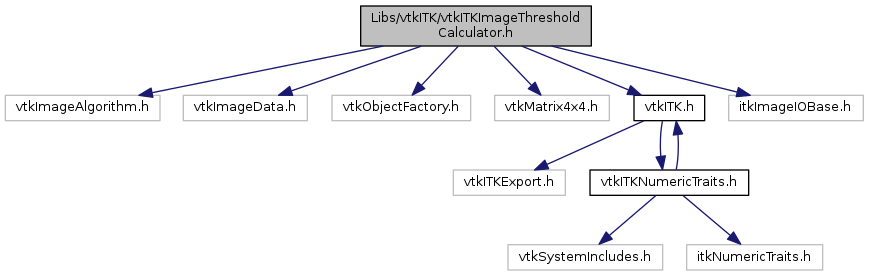 Libs/vtkITK/vtkITKImageThreshold
Calculator.h
vtkImageAlgorithm.h
vtkImageData.h
vtkObjectFactory.h
vtkMatrix4x4.h
vtkITK.h
itkImageIOBase.h
vtkITKExport.h
vtkITKNumericTraits.h
vtkSystemIncludes.h
itkNumericTraits.h